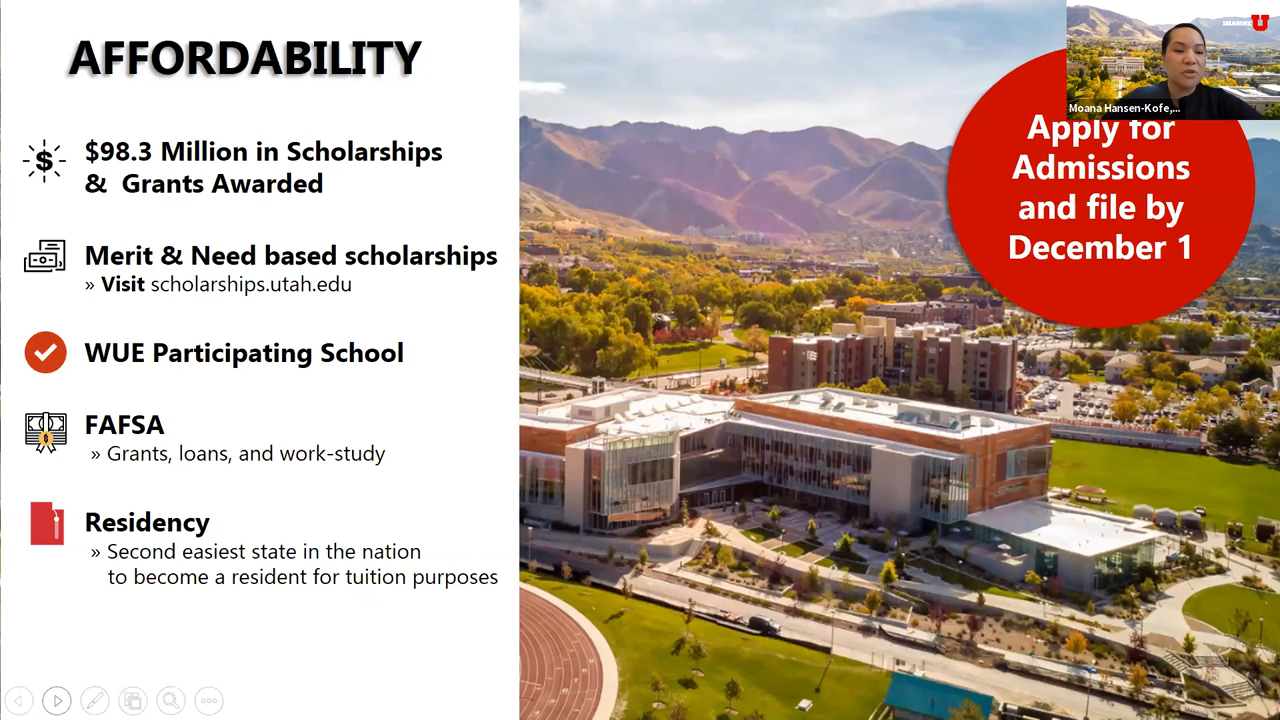 AFFORDABILITY
$98.3 Million in Scholarships
& Grants Awarded
Merit & Need based scholarships
» Visit scholarships.utah.edu
WUE Participating School
FAFSA
» Grants, loans, and work-study
Residency
» Second easiest state in the nation
to become a resident for tuition purposes
IMAGINE U
Moana Hansen-Kofe,...
Apply for
Admissions
and file by
December 1